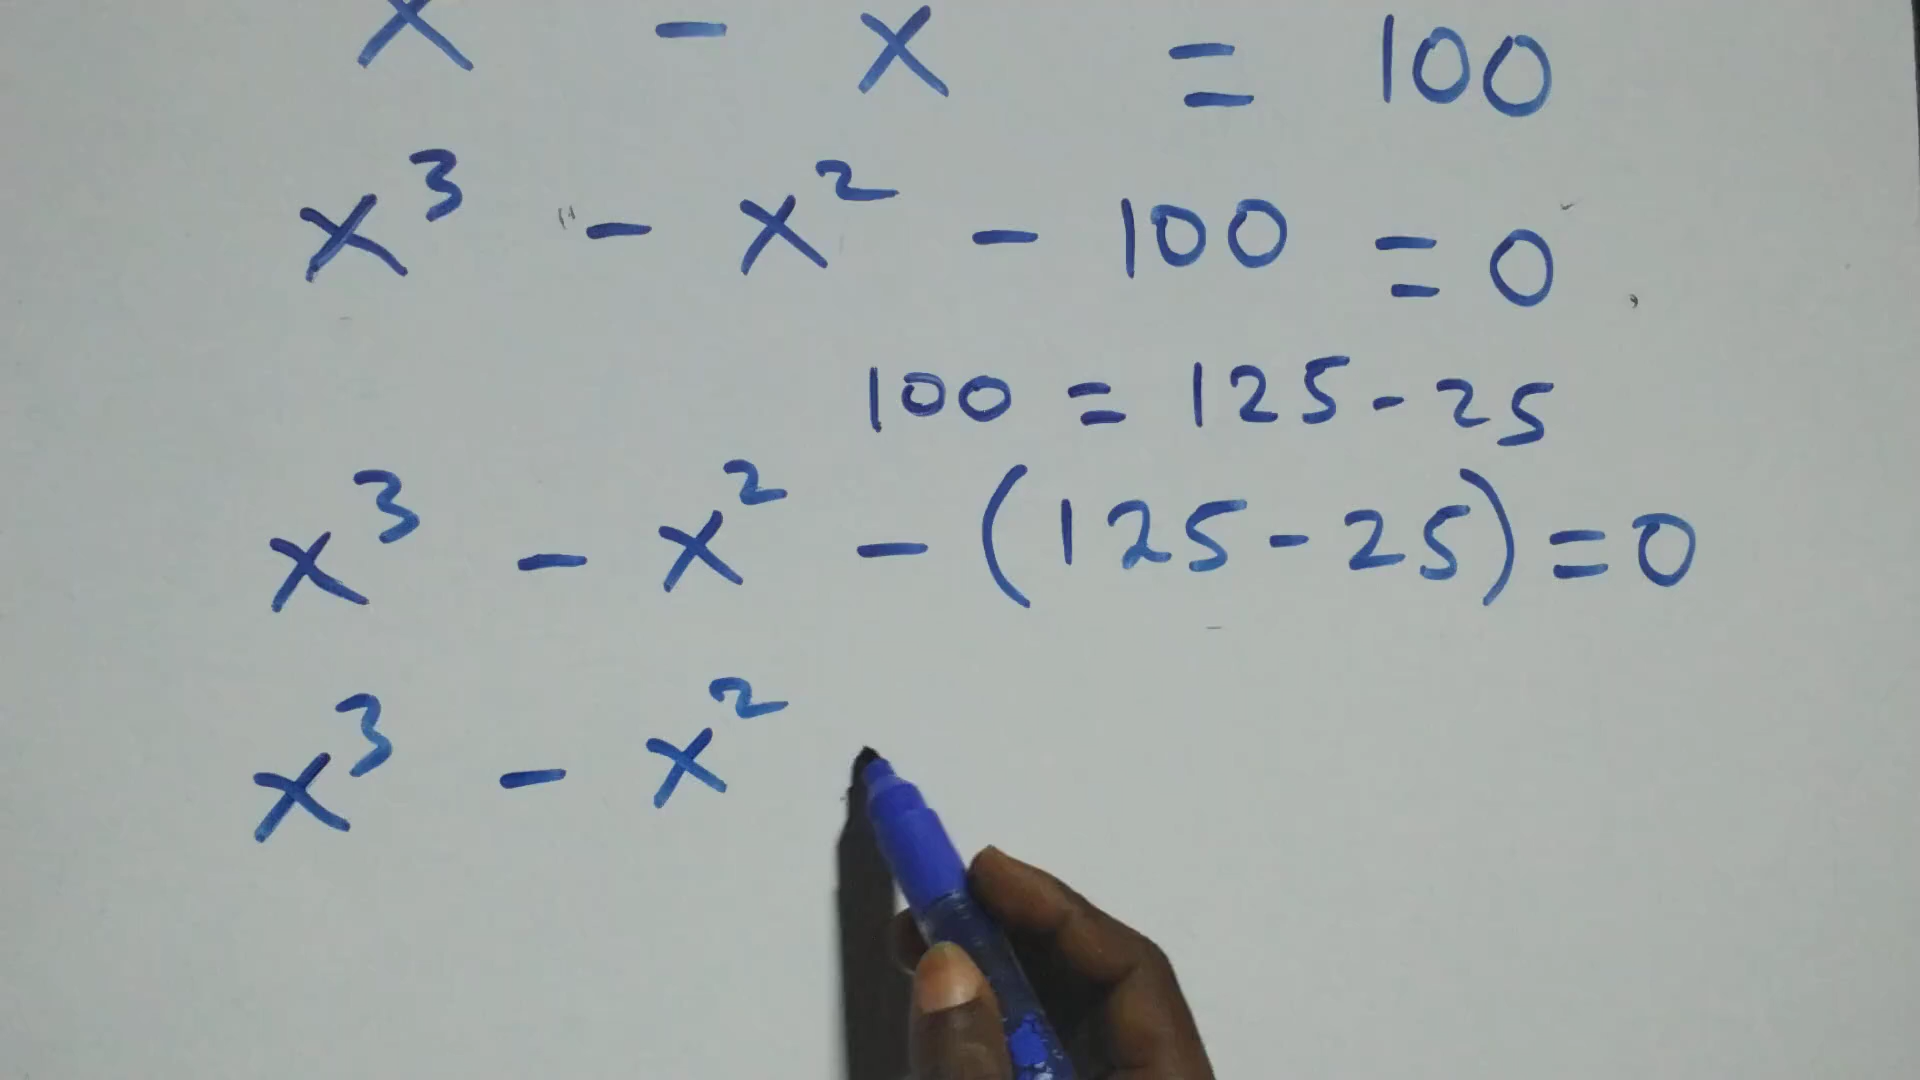 x - x = 100
x³ - x² - 100 = 0
100 = 125 - 25
x³ - x² - (125 - 25) = 0
x³ - x²